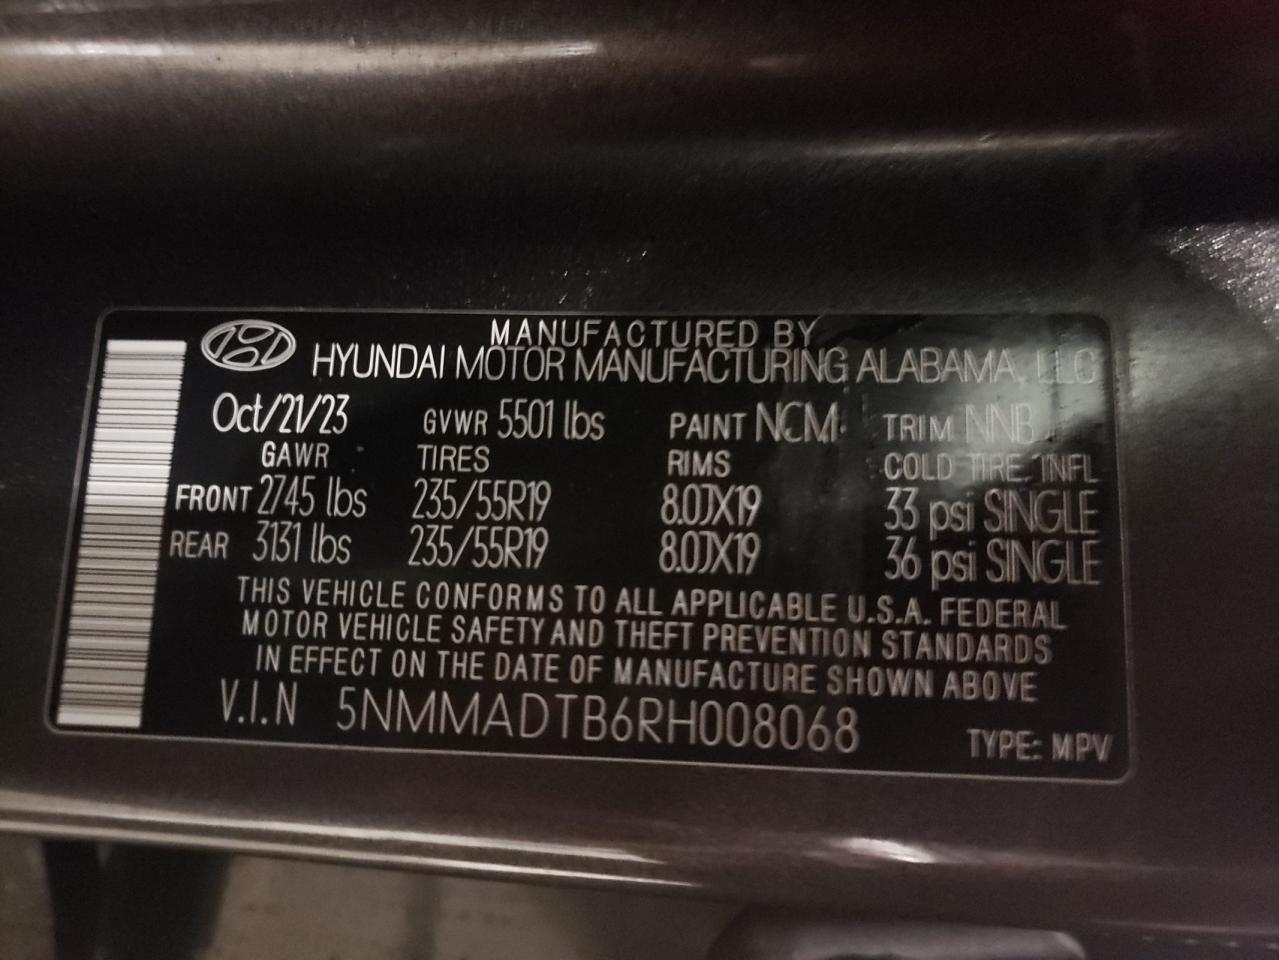 MANUFACTURED BY
HYUNDAI MOTOR MANUFACTURING ALABAMA, LLC
Oct/21/23 GVWR 5501 lbs PAINT NCM TRIM NNB
GAWR TIRES RIMS COLD TIRE. INFL
FRONT 2745 lbs 235/55R19 8.0JX19 33 psi SINGLE
REAR 3131 lbs 235/55R19 8.0JX19 36 psi SINGLE
THIS VEHICLE CONFORMS TO ALL APPLICABLE U.S.A. FEDERAL
MOTOR VEHICLE SAFETY AND THEFT PREVENTION STANDARDS
IN EFFECT ON THE DATE OF MANUFACTURE SHOWN ABOVE
V.I.N 5NMMADTB6RH008068 TYPE: MPV